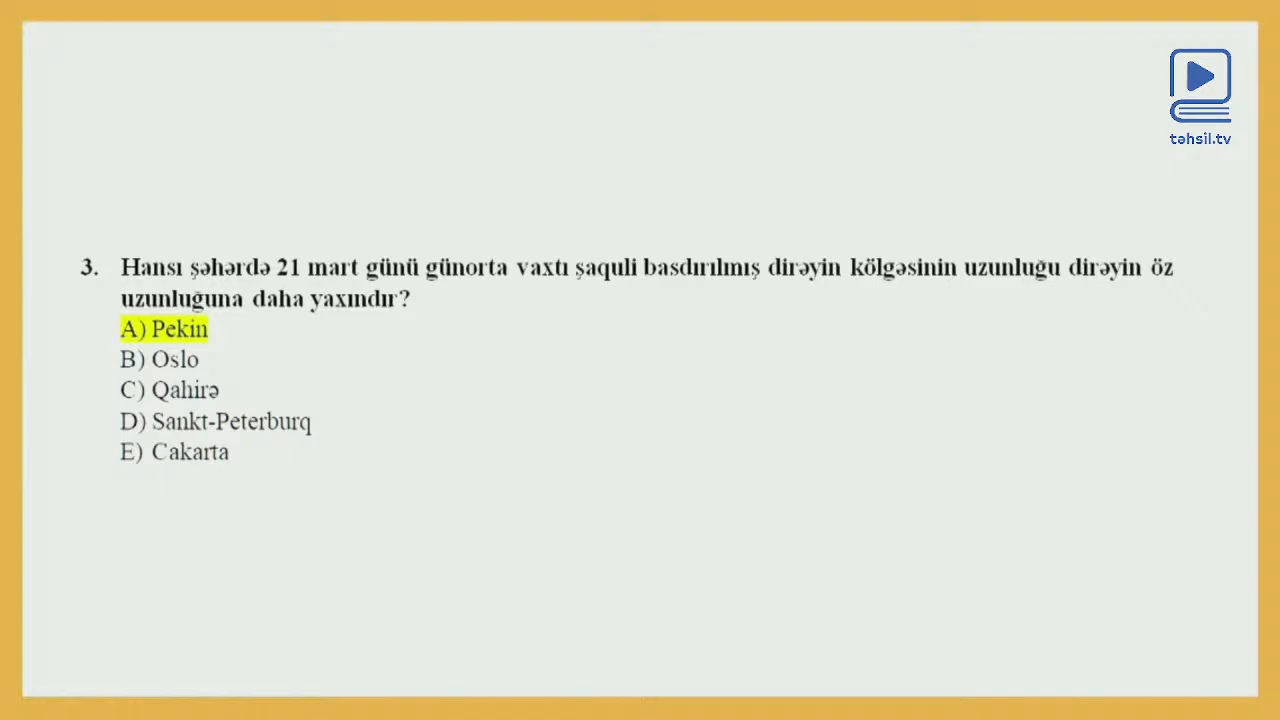 təhsil.tv
3. Hansı şəhərdə 21 mart günü günorta vaxtı şaquli basdırılmış dirəyin kölgəsinin uzunluğu dirəyin öz
uzunluğuna daha yaxındır?
A) Pekin
B) Oslo
C) Qahirə
D) Sankt-Peterburq
E) Cakarta